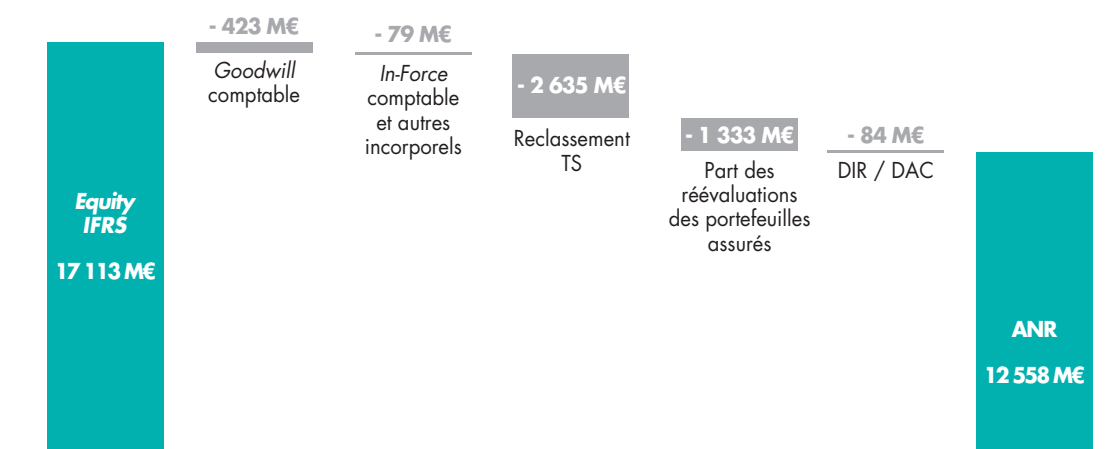 Equity
IFRS
17 113 M€
- 423 M€
Goodwill
comptable
- 79 M€
In-Force
comptable
et autres
incorporels
- 2 635 M€
Reclassement
TS
- 1 333 M€
Part des
réévaluations
des portefeuilles
assurés
- 84 M€
DIR / DAC
ANR
12 558 M€